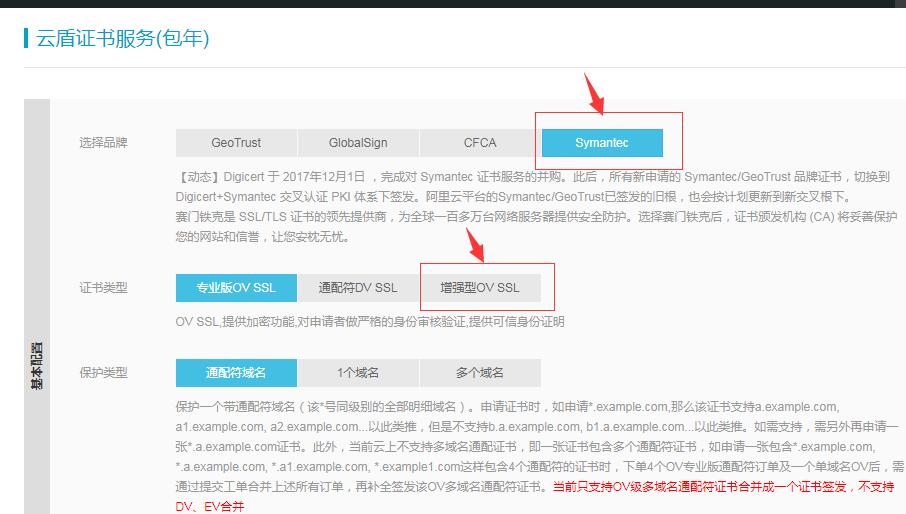 云盾证书服务(包年)
选择品牌 GeoTrust GlobalSign CFCA Symantec
【动态】Digicert 于 2017年12月1日 ，完成对 Symantec 证书服务的并购。此后，所有新申请的 Symantec/GeoTrust 品牌证书，切换到
Digicert+Symantec 交叉认证 PKI 体系下签发。阿里云平台的Symantec/GeoTrust已签发的旧根，也会按计划更新到新交叉根下。
赛门铁克是 SSL/TLS 证书的领先提供商，为全球一百多万台网络服务器提供安全防护。选择赛门铁克后，证书颁发机构 (CA) 将妥善保护
您的网站和信誉，让您安枕无忧。
证书类型 专业版OV SSL 通配符DV SSL 增强型OV SSL
OV SSL,提供加密功能,对申请者做严格的身份审核验证,提供可信身份证明
基本配置
保护类型 通配符域名 1个域名 多个域名
保护一个带通配符域名（该*号同级别的全部明细域名）。申请证书时，如申请*.example.com,那么该证书支持a.example.com,
a1.example.com, a2.example.com...以此类推，但是不支持b.a.example.com, b1.a.example.com...以此类推。如需支持，需另外再申请一
张*.a.example.com证书。此外，当前云上不支持多域名通配证书，即一张证书包含多个通配符证书，如申请一张包含*.example.com,
*.a.example.com, *.a1.example.com, *.example1.com这样包含4个通配符的证书时，下单4个OV专业版通配符订单及一个单域名OV后，需
通过提交工单合并上述所有订单，再补全签发该OV多域名通配符证书。当前只支持OV级多域名通配符证书合并成一个证书签发，不支持
DV、EV合并